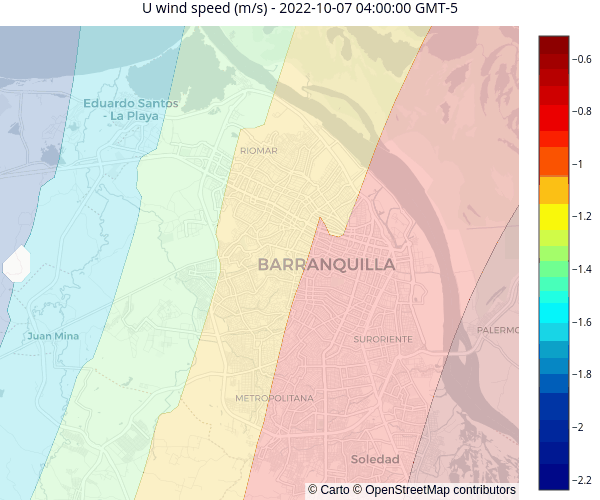 U wind speed (m/s) - 2022-10-07 04:00:00 GMT-5
Eduardo Santos
- La Playa
RIOMAR
BARRANQUILLA
Juan Mina
SURORIENTE
PALERMO
METROPOLITANA
Soledad
© Carto © OpenStreetMap contributors
−0.6
−0.8
−1
−1.2
−1.4
−1.6
−1.8
−2
−2.2